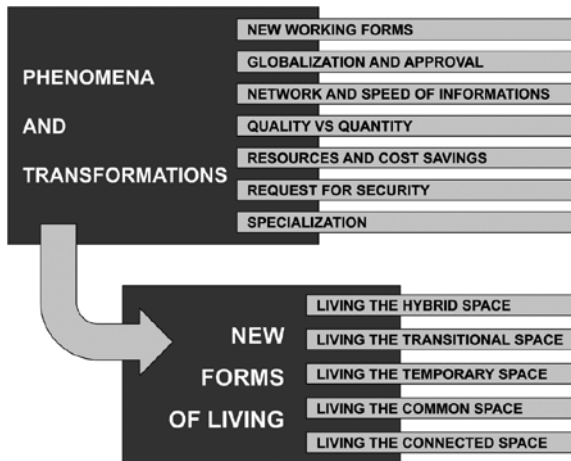 PHENOMENA
AND
TRANSFORMATIONS
NEW WORKING FORMS
GLOBALIZATION AND APPROVAL
NETWORK AND SPEED OF INFORMATIONS
QUALITY VS QUANTITY
RESOURCES AND COST SAVINGS
REQUEST FOR SECURITY
SPECIALIZATION
NEW
FORMS
OF LIVING
LIVING THE HYBRID SPACE
LIVING THE TRANSITIONAL SPACE
LIVING THE TEMPORARY SPACE
LIVING THE COMMON SPACE
LIVING THE CONNECTED SPACE